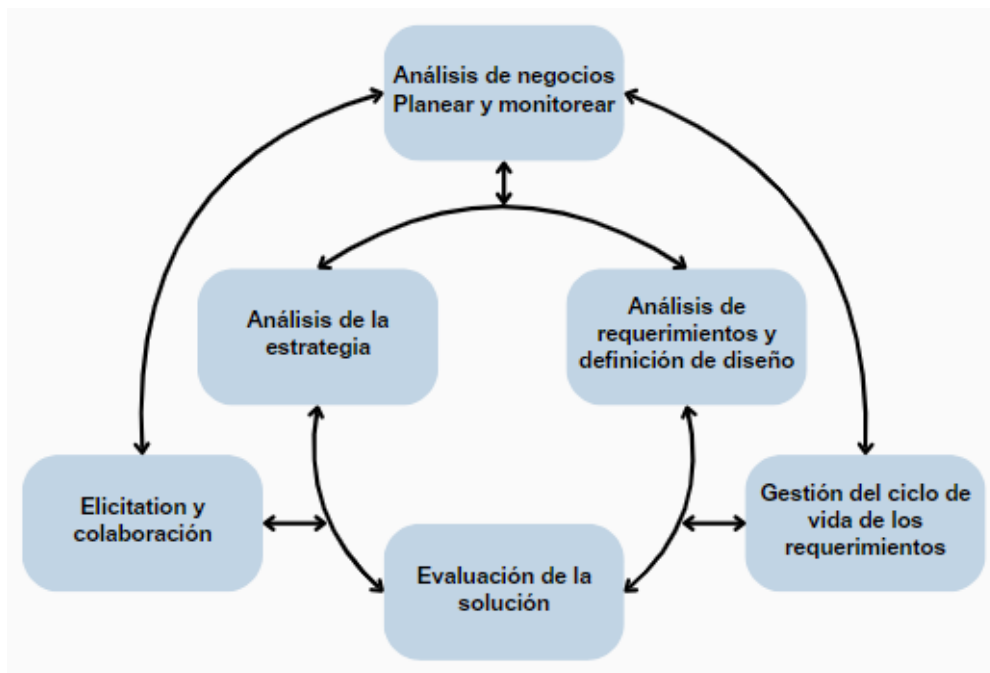 Análisis de negocios
Planear y monitorear
Análisis de la
estrategia
Análisis de
requerimientos y
definición de diseño
Elicitation y
colaboración
Gestión del ciclo de
vida de los
requerimientos
Evaluación de la
solución